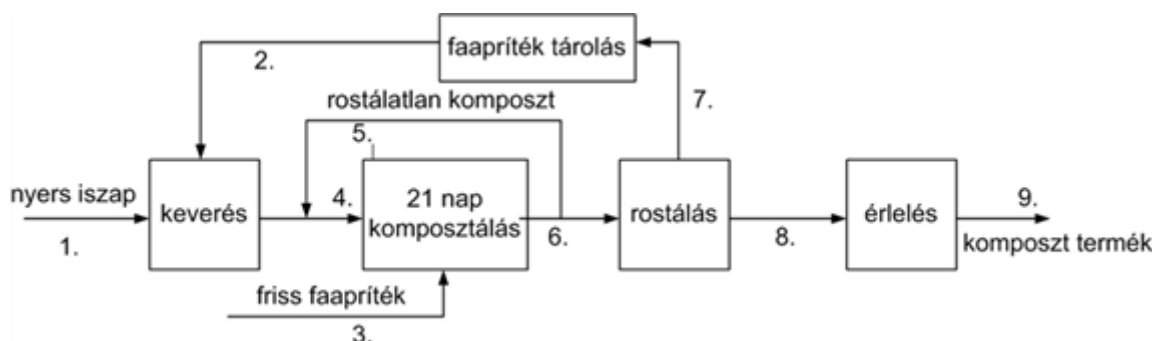 faapríték tárolás
2.
rostálatlan komposzt
7.
5.
nyers iszap
keverés
4.
21 nap
komposztálás
rostálás
érlelés
9.
1.
6.
8.
komposzt termék
friss faapríték
3.